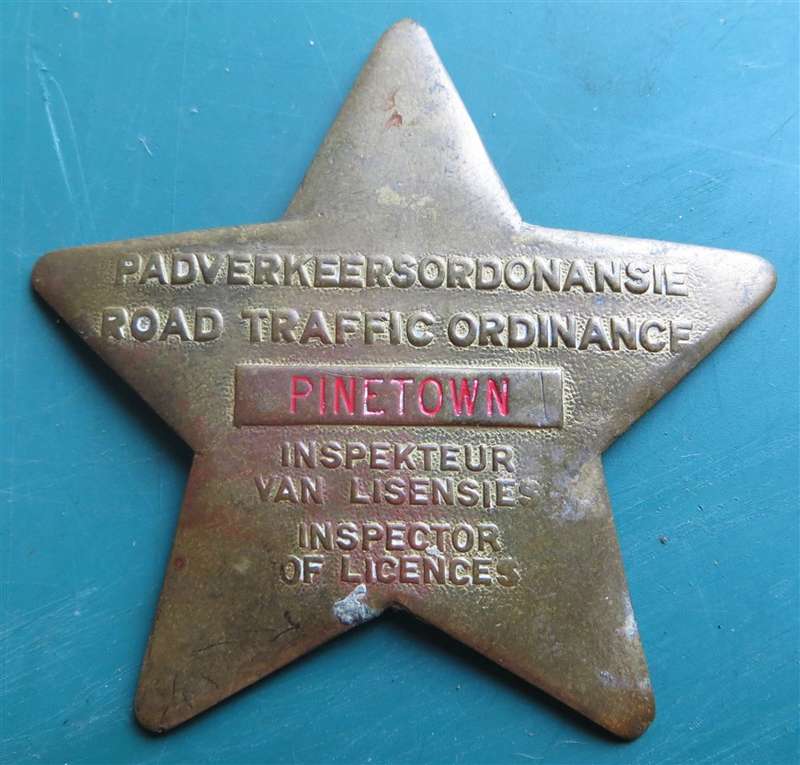 PADVERKEERSORDONANSIE
ROAD TRAFFIC ORDINANCE
PINETOWN
INSPEKTEUR
VAN LISENSIES
INSPECTOR
OF LICENCES